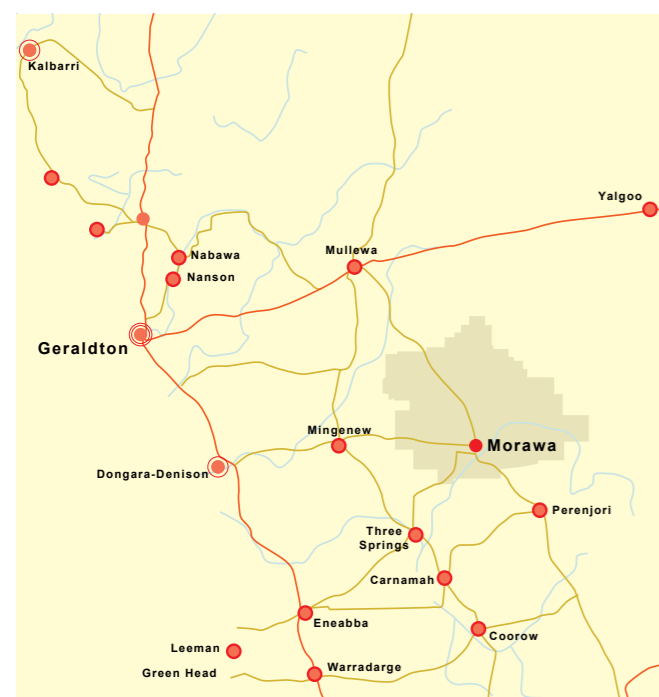 Kalbarri
Yalgoo
Nabawa
Mullewa
Nanson
Geraldton
Mingenew
Morawa
Dongara-Denison
Perenjori
Three
Springs
Carnamah
Eneabba
Coorow
Leeman
Warradarge
Green Head